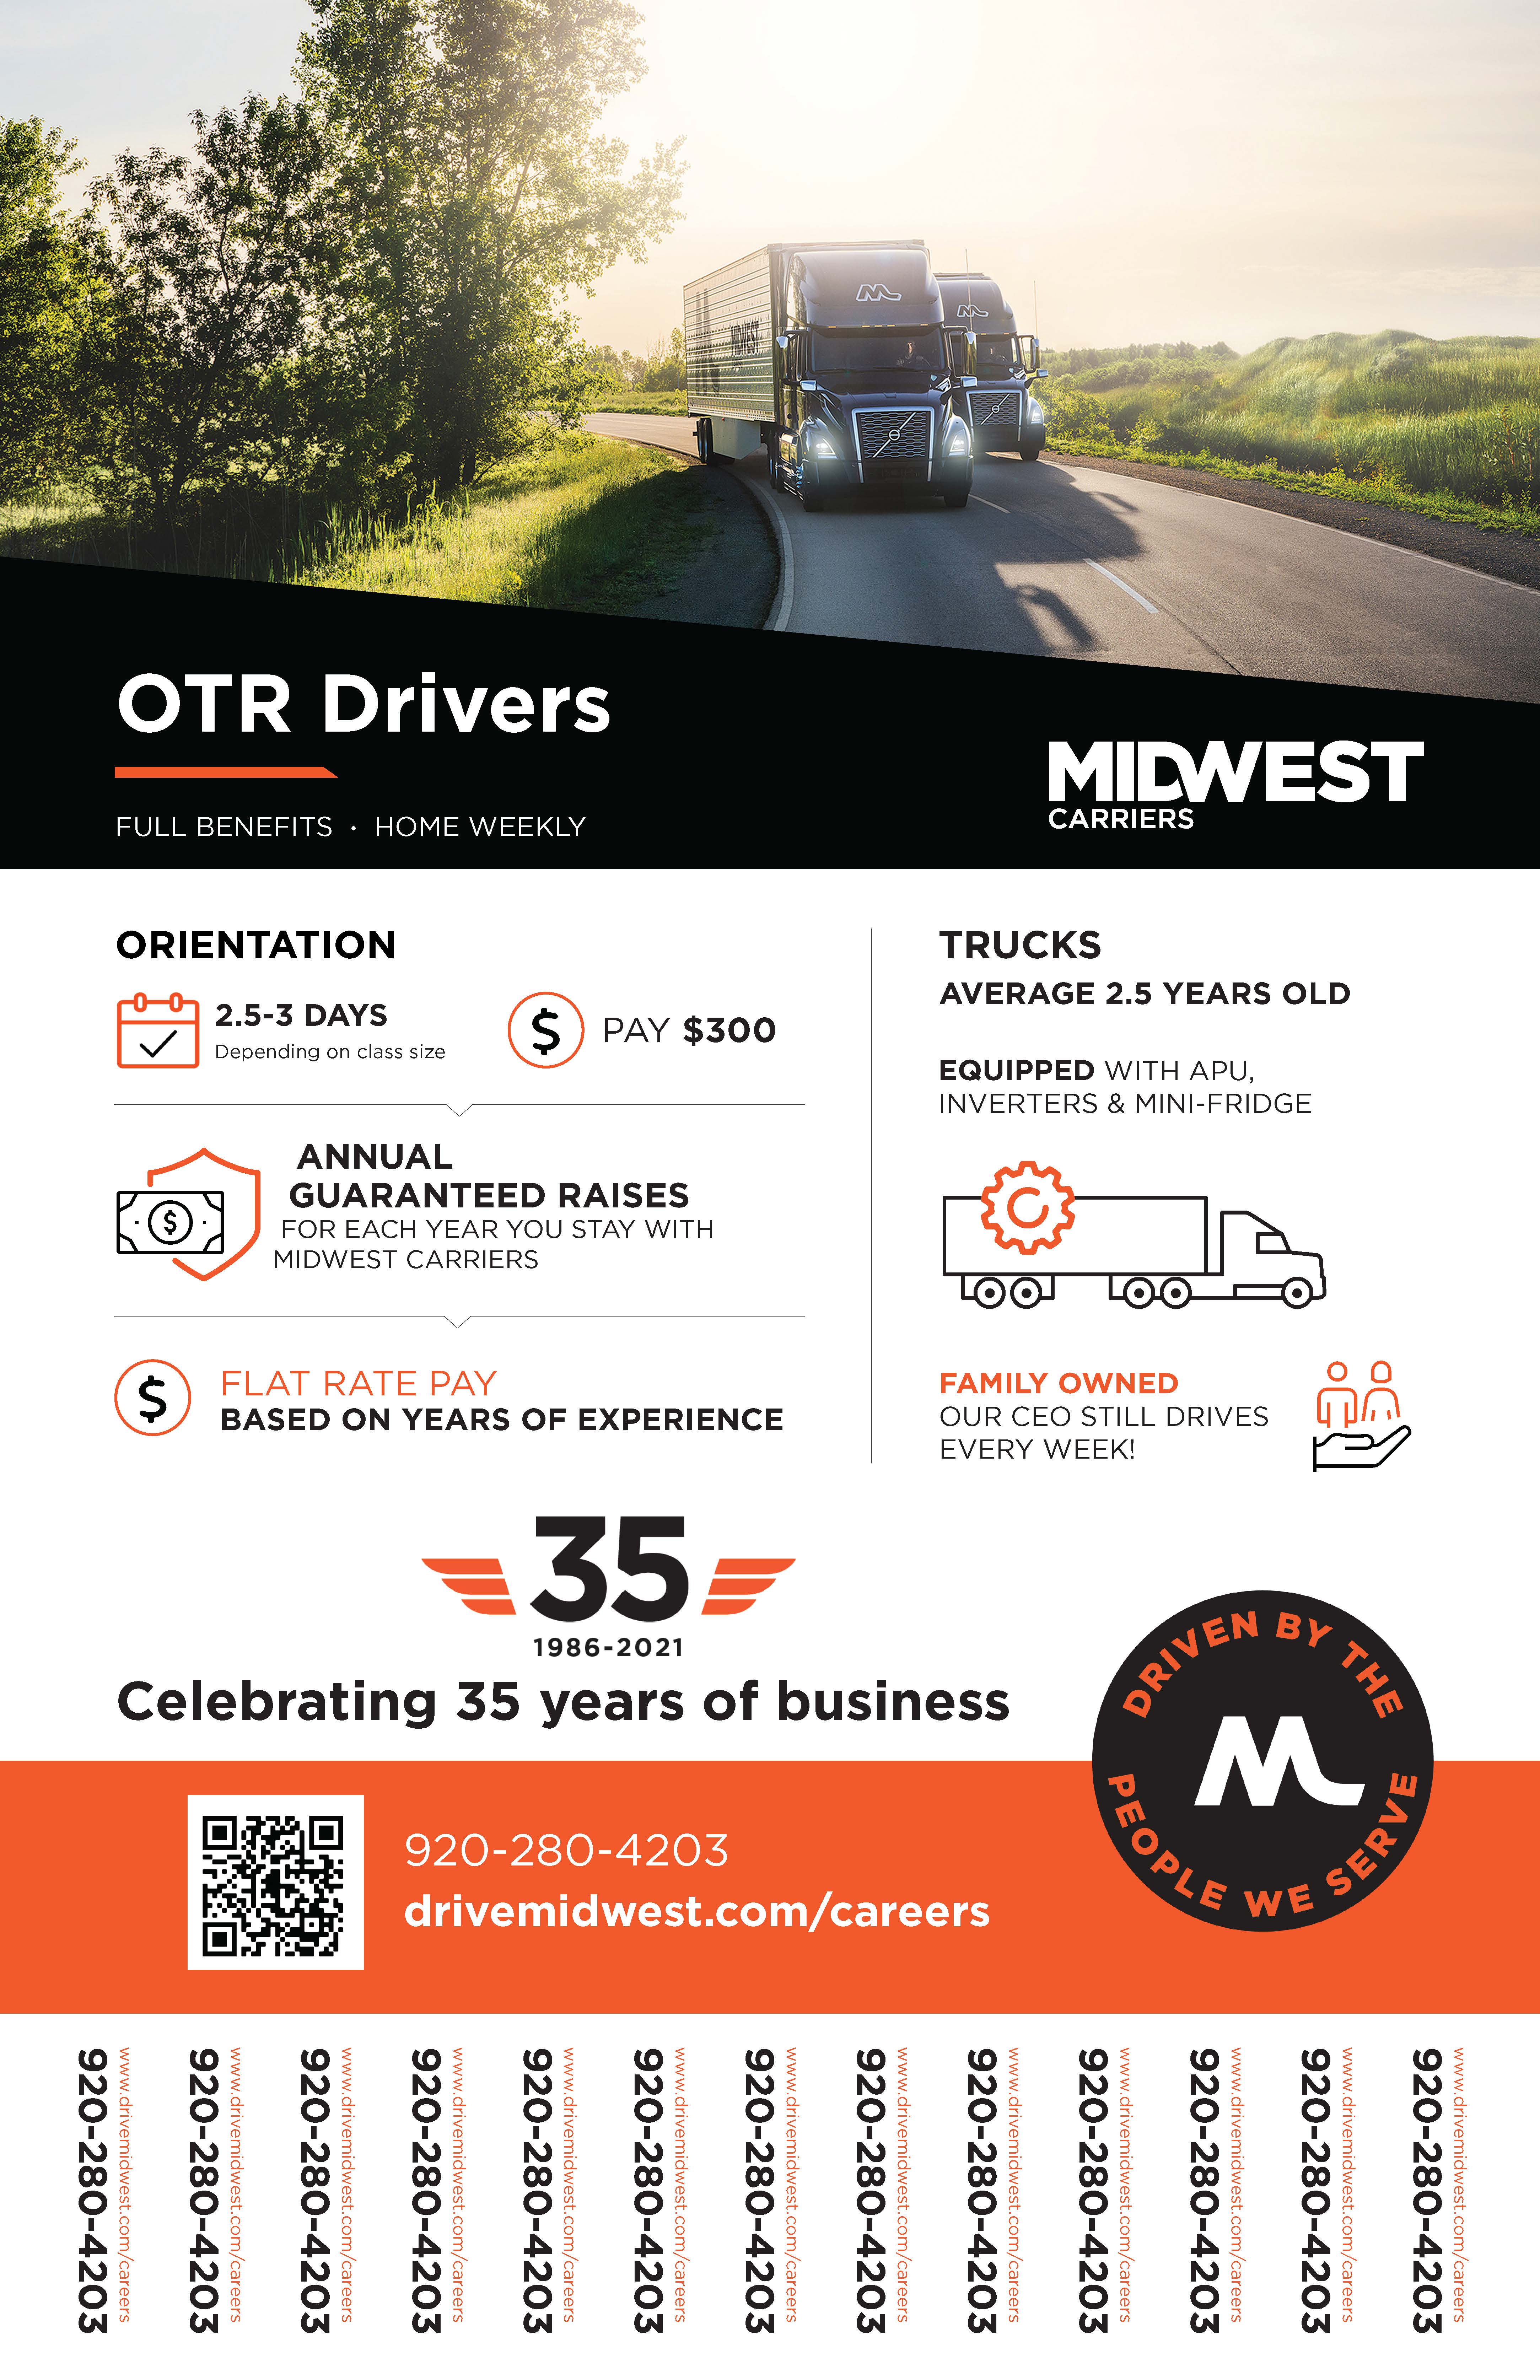 MIDWEST
OTR Drivers
FULL BENEFITS · HOME WEEKLY
MIDWEST
CARRIERS
ORIENTATION
2.5-3 DAYS
Depending on class size
$
PAY $300
ANNUAL
GUARANTEED RAISES
FOR EACH YEAR YOU STAY WITH
MIDWEST CARRIERS
$
$
FLAT RATE PAY
BASED ON YEARS OF EXPERIENCE
TRUCKS
AVERAGE 2.5 YEARS OLD
EQUIPPED WITH APU,
INVERTERS & MINI-FRIDGE
FAMILY OWNED
OUR CEO STILL DRIVES
EVERY WEEK!
35
1986-2021
Celebrating 35 years of business
DRIVEN BY THE
M
PEOPLE WE SERVE
920-280-4203
drivemidwest.com/careers
920-280-4203
www.drivemidwest.com/careers
920-280-4203
www.drivemidwest.com/careers
920-280-4203
www.drivemidwest.com/careers
920-280-4203
www.drivemidwest.com/careers
920-280-4203
www.drivemidwest.com/careers
920-280-4203
www.drivemidwest.com/careers
920-280-4203
www.drivemidwest.com/careers
920-280-4203
www.drivemidwest.com/careers
920-280-4203
www.drivemidwest.com/careers
920-280-4203
www.drivemidwest.com/careers
920-280-4203
www.drivemidwest.com/careers
920-280-4203
www.drivemidwest.com/careers
920-280-4203
www.drivemidwest.com/careers